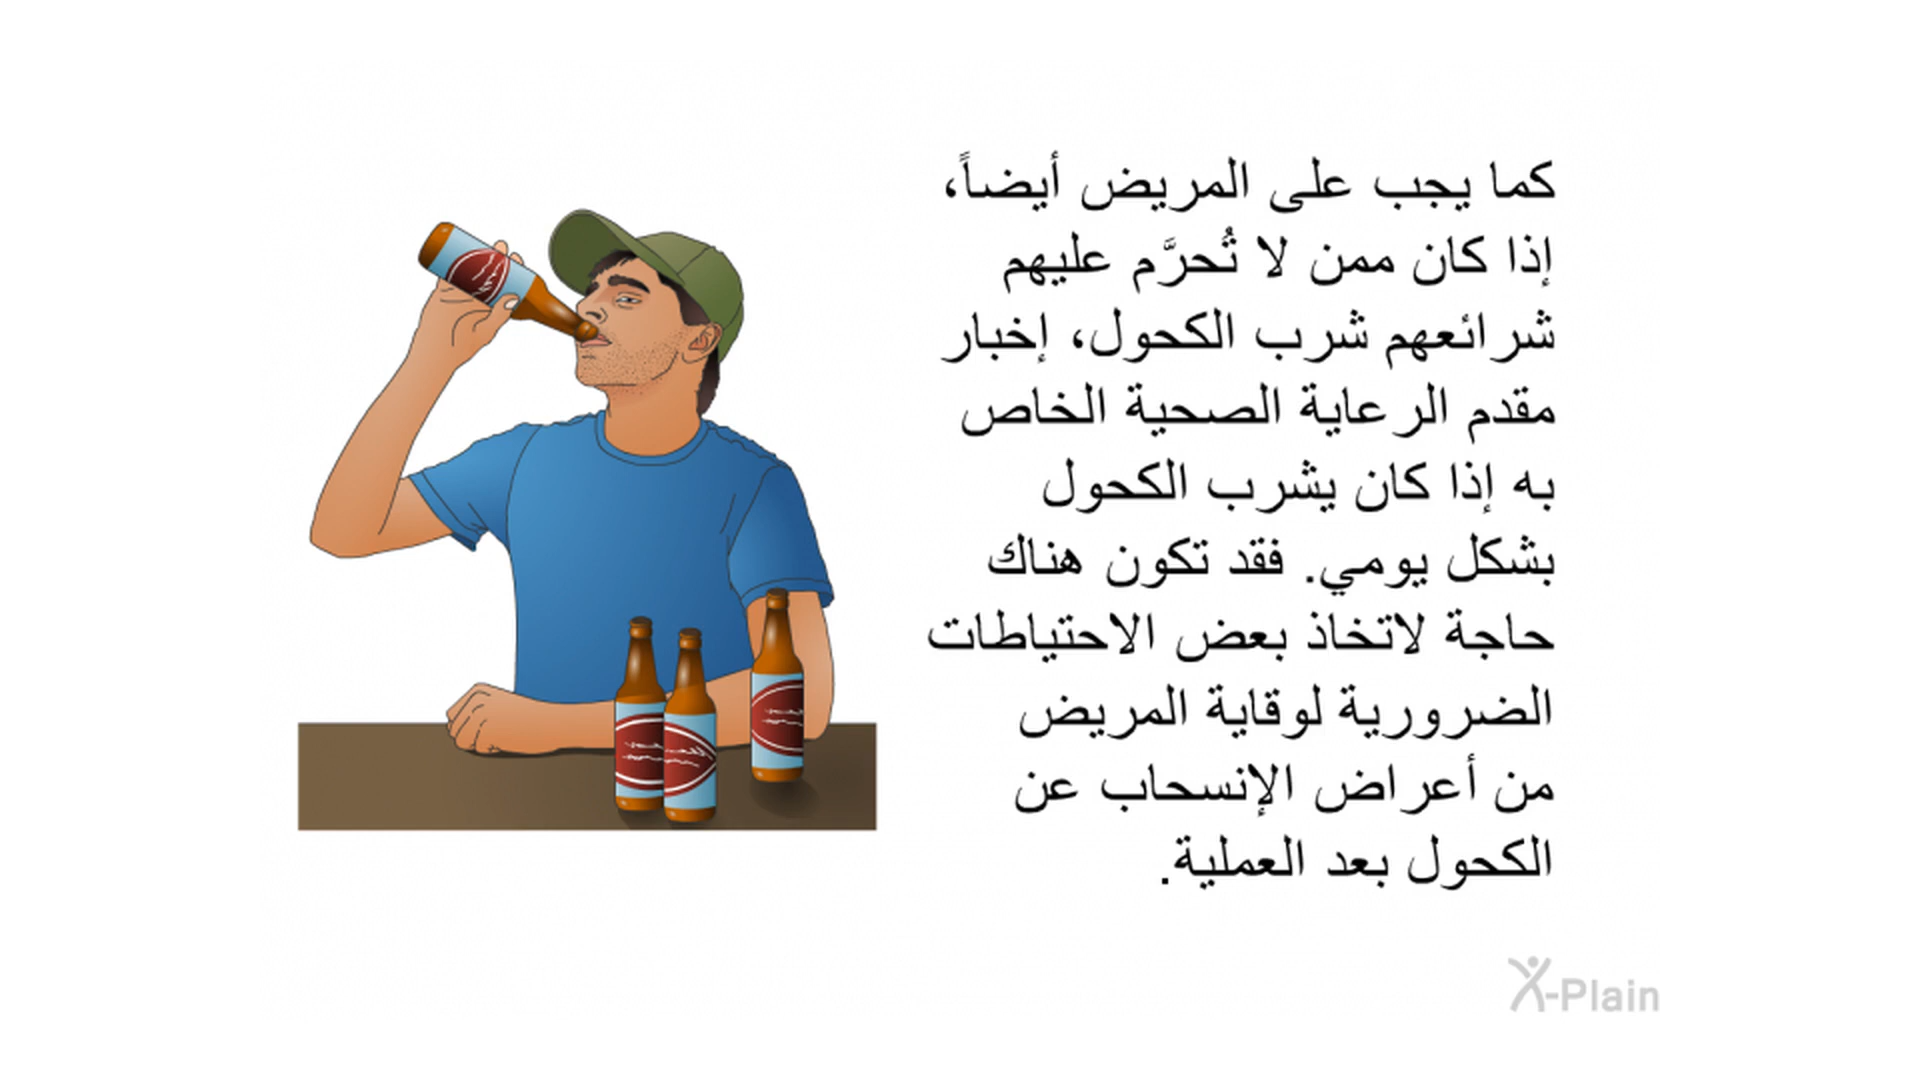 كما يجب على المريض أيضاً،
إذا كان ممن لا تُحرَّم عليهم
شرائعهم شرب الكحول، إخبار
مقدم الرعاية الصحية الخاص
به إذا كان يشرب الكحول
بشكل يومي. فقد تكون هناك
حاجة لاتخاذ بعض الاحتياطات
الضرورية لوقاية المريض
من أعراض الإنسحاب عن
الكحول بعد العملية.
X-Plain